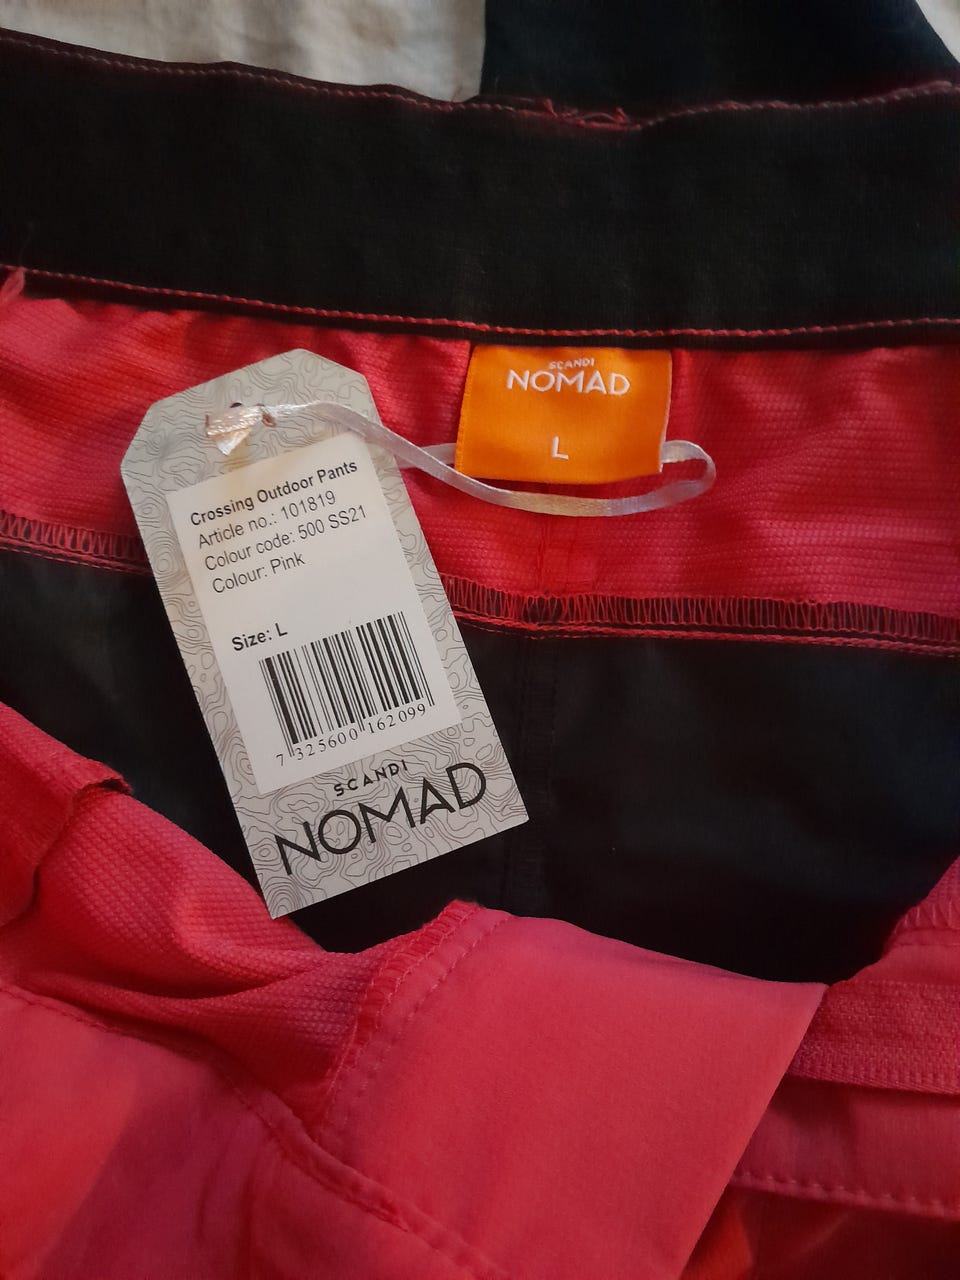 SCANDI
NOMAD
L
Crossing Outdoor Pants
Article no.: 101819
Colour code: 500 SS21
Colour: Pink
Size: L
7 325600 162099
SCANDI
NOMAD